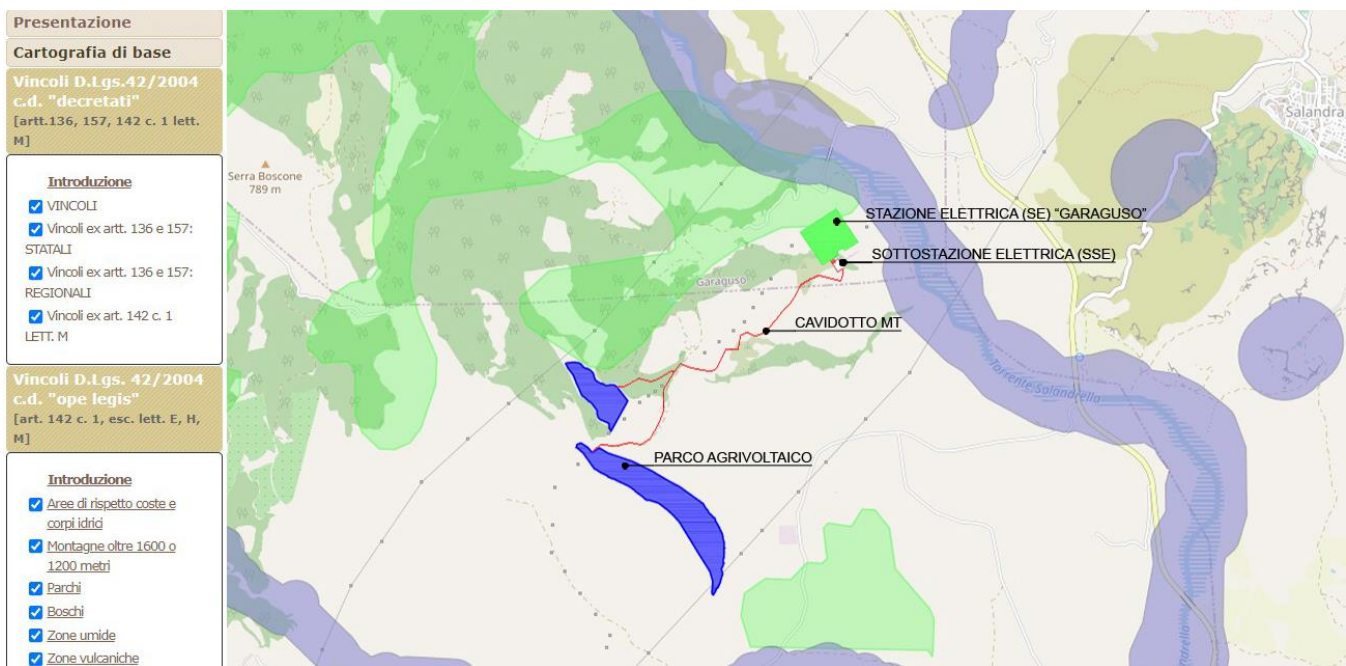 Presentazione
Cartografia di base
Vincoli D.Lgs.42/2004
c.d. "decretati"
[artt.136, 157, 142 c. 1 lett.
M]
Introduzione
VINCOLI
Vincoli ex artt. 136 e 157:
STATALI
Vincoli ex artt. 136 e 157:
REGIONALI
Vincoli ex art. 142 c. 1
LETT. M
Vincoli D.Lgs. 42/2004
c.d. "ope legis"
[art. 142 c. 1, esc. lett. E, H,
M]
Introduzione
Aree di rispetto coste e
corpi idrici
Montagne oltre 1600 o
1200 metri
Parchi
Boschi
Zone umide
Zone vulcaniche
Serra Boscone
789 m
Salandra
STAZIONE ELETTRICA (SE) "GARAGUSO"
SOTTOSTAZIONE ELETTRICA (SSE)
Garaguso
CAVIDOTTO MT
Torrente Salandrella
PARCO AGRIVOLTAICO